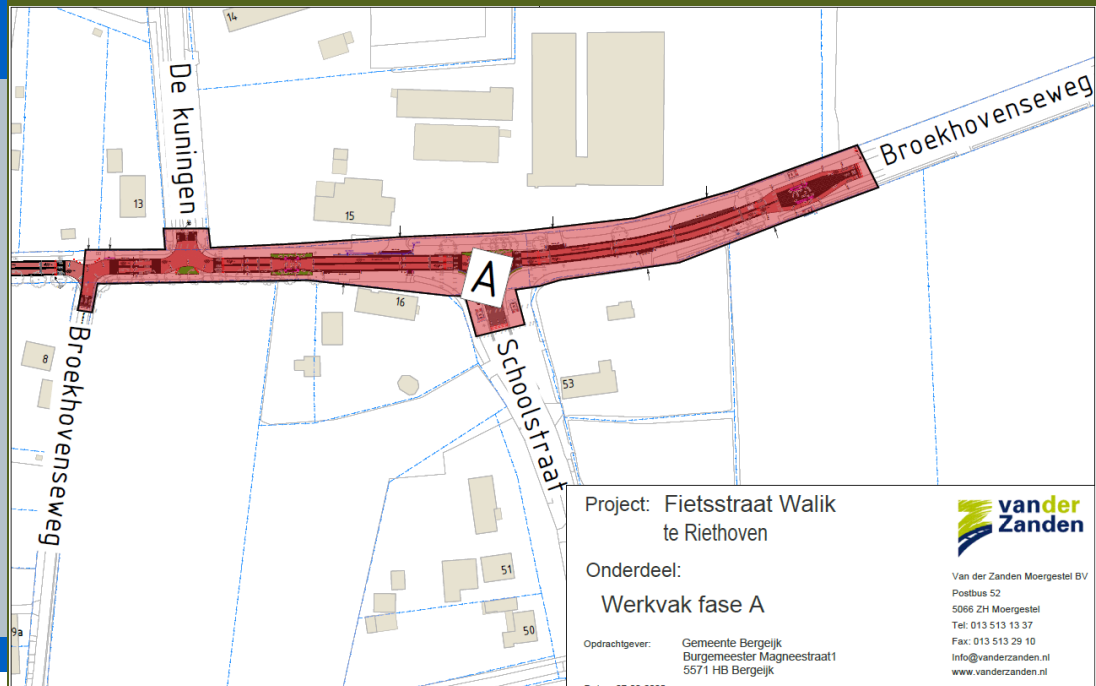 14
De kuningen
13
15
Broekhovenseweg
A
16
8
Broekhovenseweg
Schoolstraat
53
51
50
9a
Project: Fietsstraat Walik
te Riethoven
Onderdeel:
Werkvak fase A
Opdrachtgever: Gemeente Bergeijk
Burgemeester Magneestraat1
5571 HB Bergeijk
vander
Zanden
Van der Zanden Moergestel BV
Postbus 52
5066 ZH Moergestel
Tel: 013 513 13 37
Fax: 013 513 29 10
Info@vanderzanden.nl
www.vanderzanden.nl